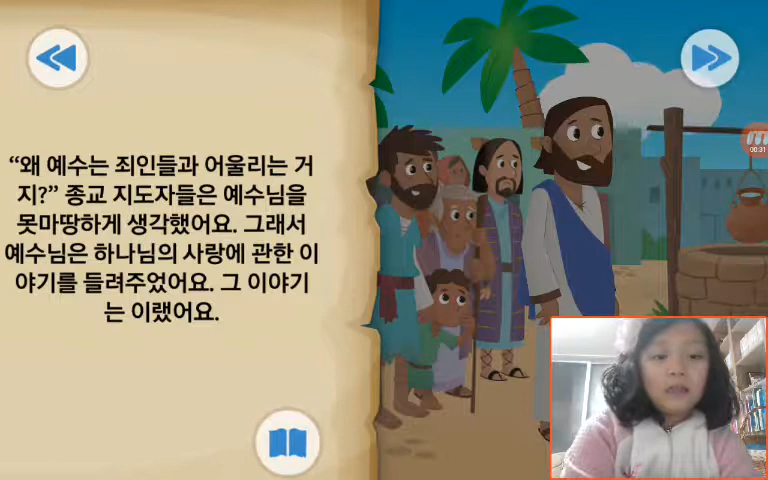 “왜 예수는 죄인들과 어울리는 거
지?” 종교 지도자들은 예수님을
못마땅하게 생각했어요. 그래서
예수님은 하나님의 사랑에 관한 이
야기를 들려주었어요. 그 이야기
는 이랬어요.
00:31